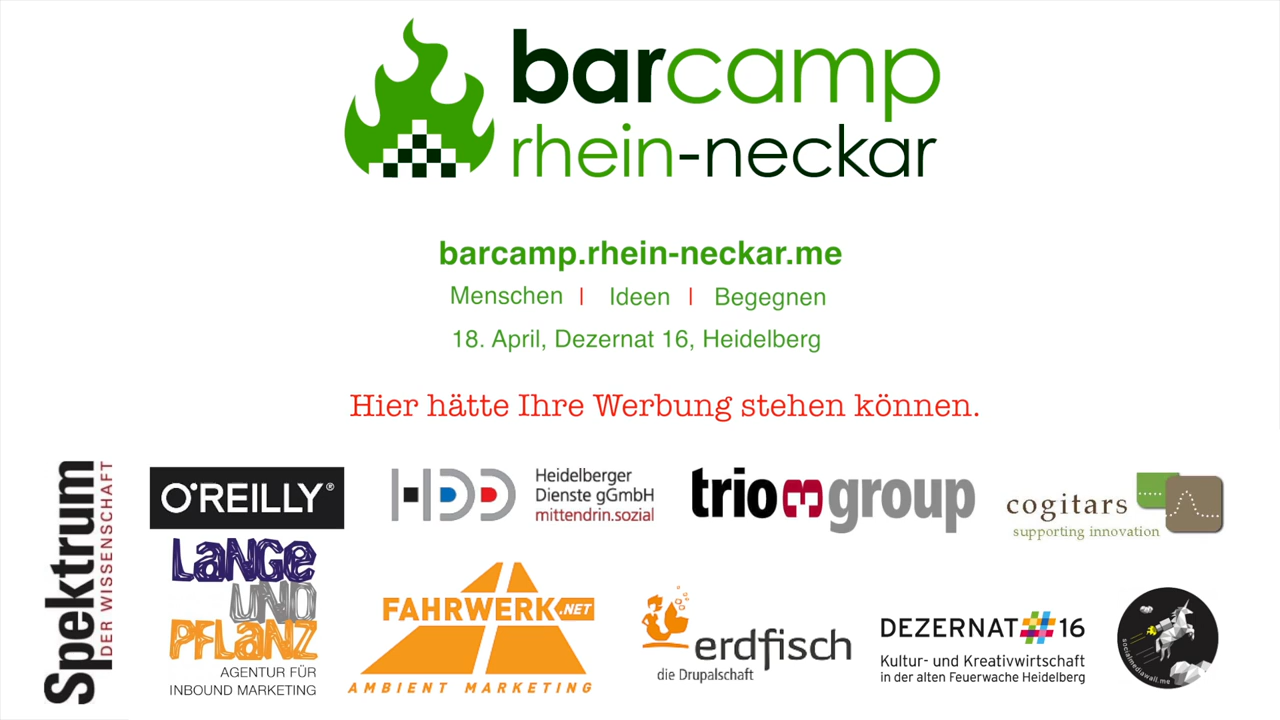 barcamp
rhein-neckar
barcamp.rhein-neckar.me
Menschen | Ideen | Begegnen
18. April, Dezernat 16, Heidelberg
Hier hätte Ihre Werbung stehen können.
Spektrum
DER WISSENSCHAFT
O'REILLY®
HDD
Heidelberger
Dienste gGmbH
mittendrin.sozial
trio group
cogitars
supporting innovation
LANGE
UND
PFLANZ
AGENTUR FÜR
INBOUND MARKETING
FAHRWERK.NET
AMBIENT MARKETING
erdfisch
die Drupalschaft
DEZERNAT#16
Kultur- und Kreativwirtschaft
in der alten Feuerwache Heidelberg
socialmediawall.me